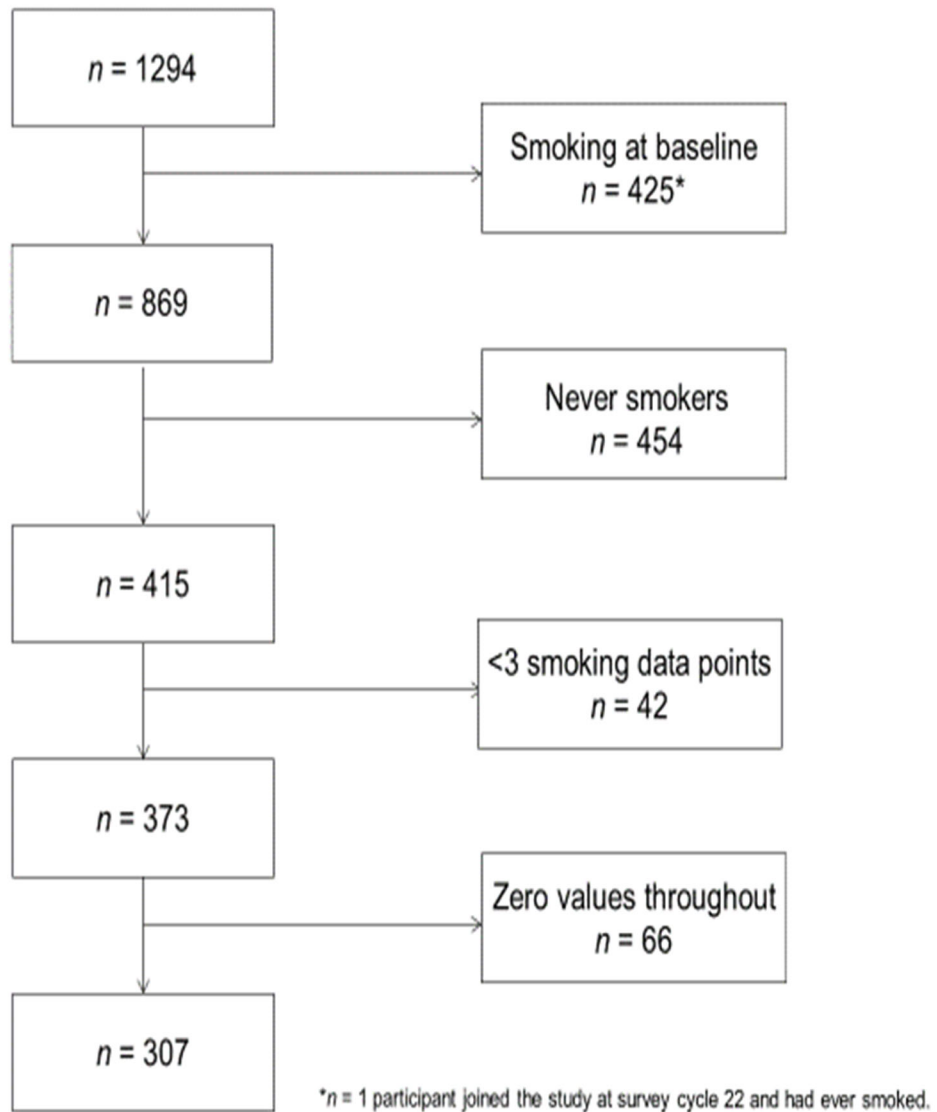 n = 1294
Smoking at baseline
n = 425*
n = 869
Never smokers
n = 454
n = 415
<3 smoking data points
n = 42
n = 373
Zero values throughout
n = 66
n = 307
*n = 1 participant joined the study at survey cycle 22 and had ever smoked.